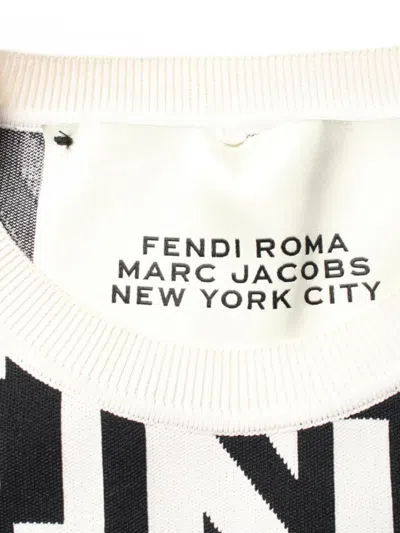 FENDI ROMA
MARC JACOBS
NEW YORK CITY